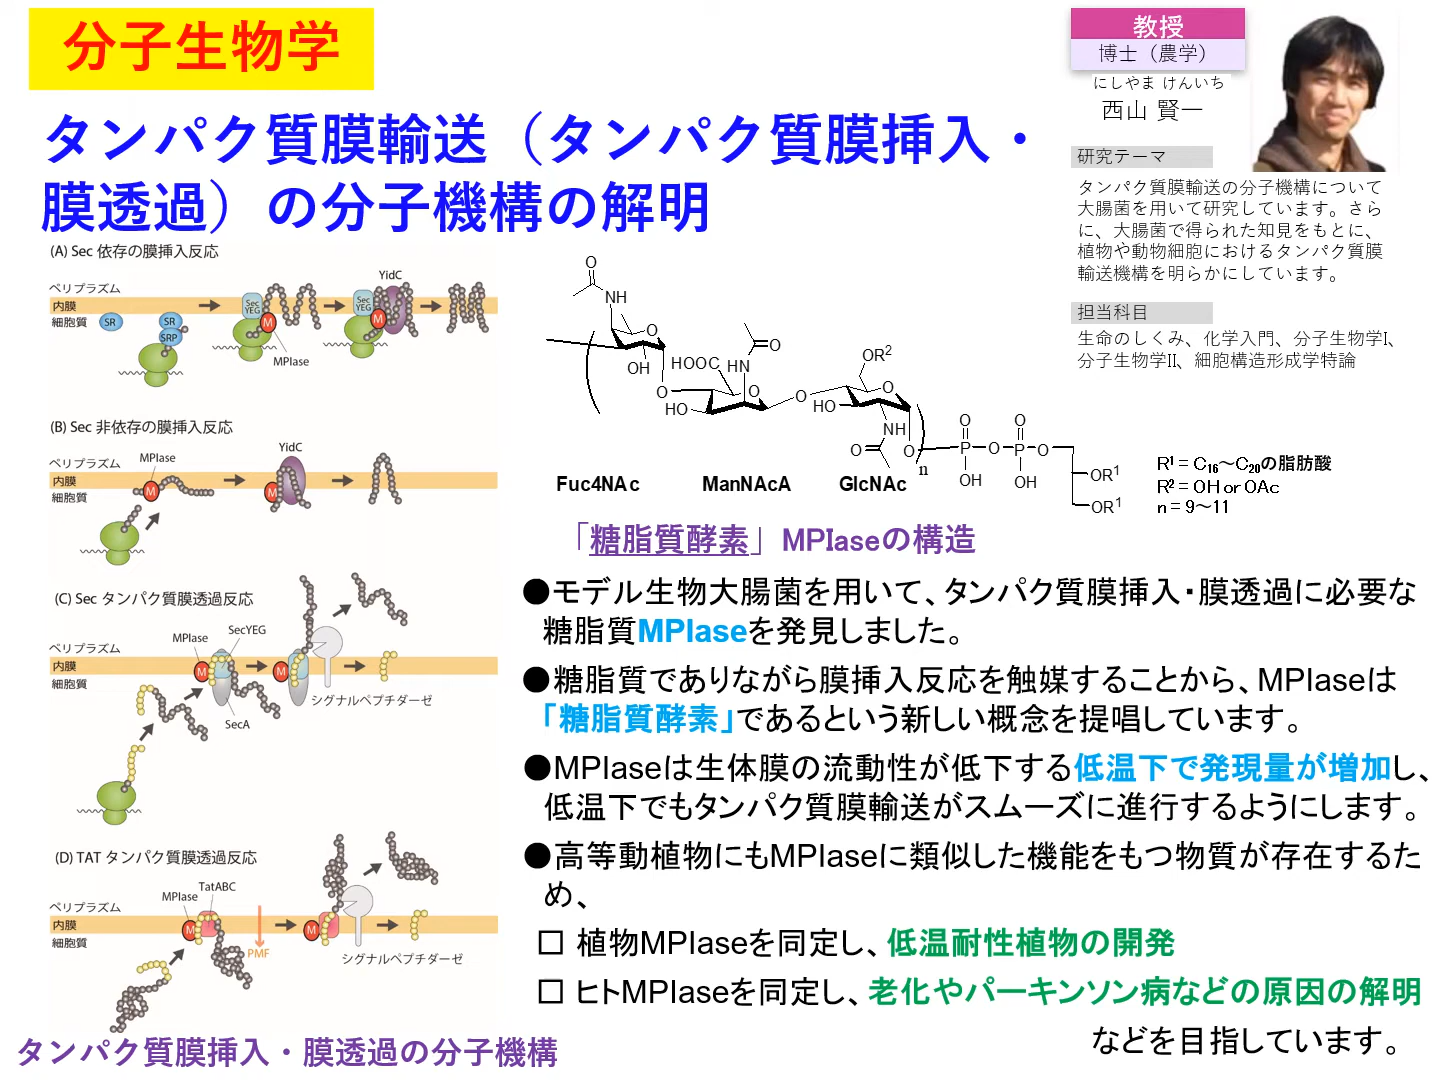 分子生物学
教授
博士（農学）
にしやま けんいち
西山 賢一
タンパク質膜輸送（タンパク質膜挿入・
膜透過）の分子機構の解明
研究テーマ
タンパク質膜輸送の分子機構について
大腸菌を用いて研究しています。さら
に、大腸菌で得られた知見をもとに、
植物や動物細胞におけるタンパク質膜
輸送機構を明らかにしています。
担当科目
生命のしくみ、化学入門、分子生物学I、
分子生物学II、細胞構造形成学特論
(A) Sec 依存の膜挿入反応
ペリプラズム
内膜
細胞質
SR
SR
SRP
Sec
YEG
M
MPIase
YidC
Sec
YEG
M
(B) Sec 非依存の膜挿入反応
ペリプラズム
内膜
細胞質
MPIase
M
YidC
M
(C) Sec タンパク質膜透過反応
ペリプラズム
内膜
細胞質
MPIase
SecYEG
M
SecA
M
シグナルペプチダーゼ
(D) TAT タンパク質膜透過反応
ペリプラズム
内膜
細胞質
MPIase
TatABC
M
PMF
M
シグナルペプチダーゼ
タンパク質膜挿入・膜透過の分子機構
O
NH
O
OH
O
HOOC
HN
O
O
HO
O
OR²
O
HO
NH
O
O
n
O
P
OH
O
O
P
OH
O
OR¹
OR¹
Fuc4NAc
ManNAcA
GlcNAc
R¹ = C₁₆～C₂₀の脂肪酸
R² = OH or OAc
n = 9～11
「糖脂質酵素」MPIaseの構造
●モデル生物大腸菌を用いて、タンパク質膜挿入・膜透過に必要な
糖脂質MPIaseを発見しました。
●糖脂質でありながら膜挿入反応を触媒することから、MPIaseは
「糖脂質酵素」であるという新しい概念を提唱しています。
●MPIaseは生体膜の流動性が低下する低温下で発現量が増加し、
低温下でもタンパク質膜輸送がスムーズに進行するようにします。
●高等動植物にもMPIaseに類似した機能をもつ物質が存在するた
め、
□ 植物MPIaseを同定し、低温耐性植物の開発
□ ヒトMPIaseを同定し、老化やパーキンソン病などの原因の解明
などを目指しています。